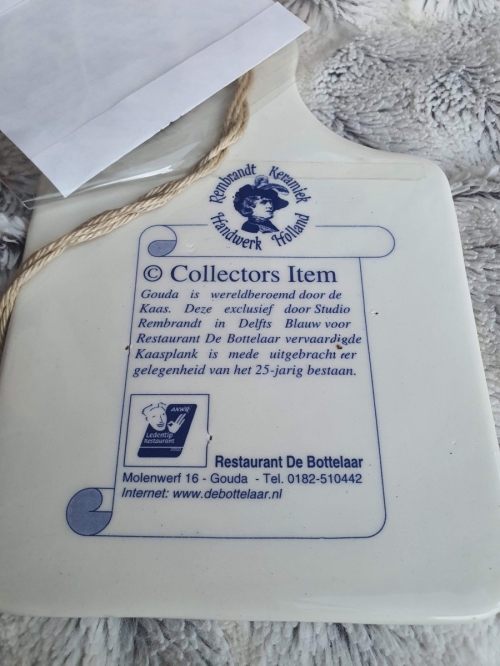 Rembrandt Keramiek
Handwerk Holland
© Collectors Item
Gouda is wereldberoemd door de
Kaas. Deze exclusief door Studio
Rembrandt in Delfts Blauw voor
Restaurant De Bottelaar vervaardigde
Kaasplank is mede uitgebracht ter
gelegenheid van het 25-jarig bestaan.
ANWB
Ledentip
Restaurant
Restaurant De Bottelaar
Molenwerf 16 - Gouda - Tel. 0182-510442
Internet: www.debottelaar.nl